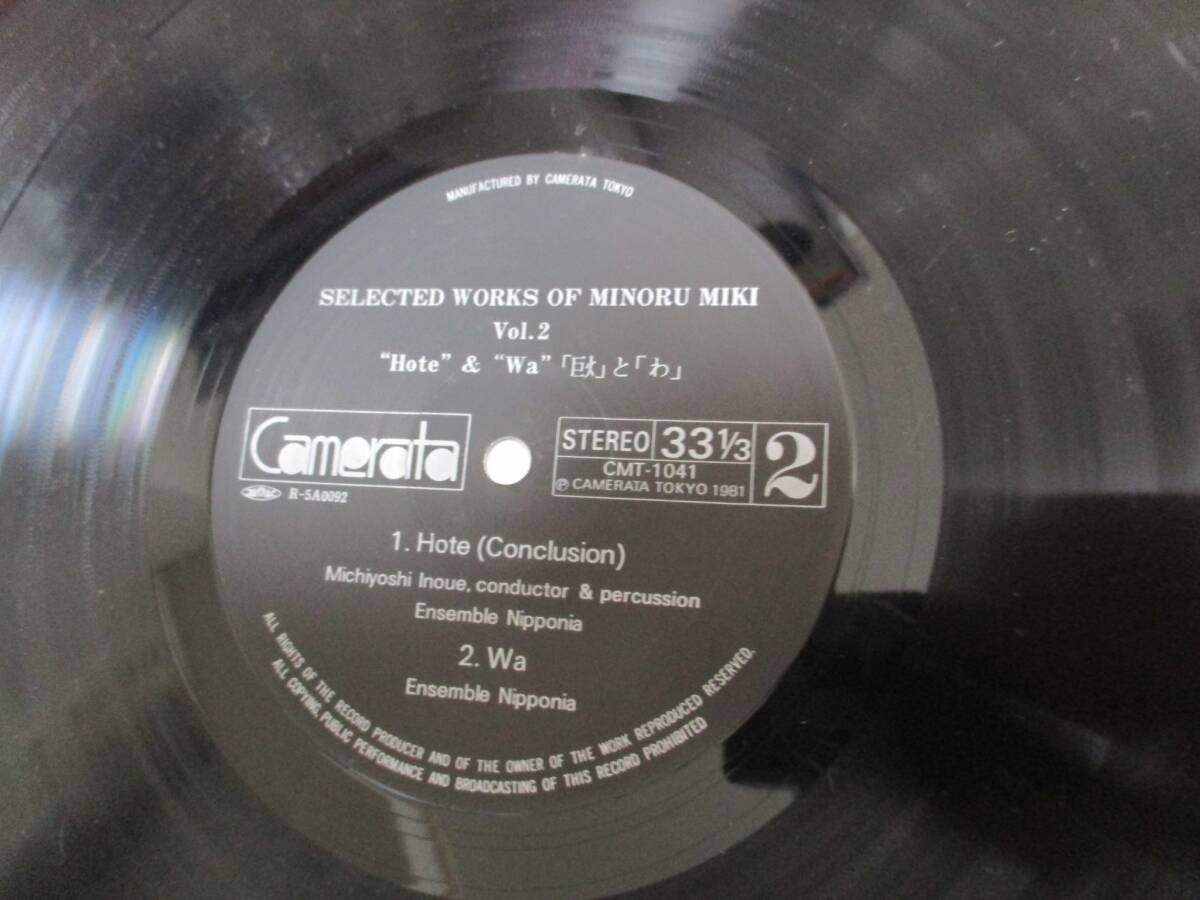 MANUFACTURED BY CAMERATA TOKYO
SELECTED WORKS OF MINORU MIKI
Vol.2
“Hote” & “Wa”「巨火」と「わ」
Camerata
STEREO 33⅓ 2
CMT-1041
Ⓟ CAMERATA TOKYO 1981
R-5A0092
1. Hote (Conclusion)
Michiyoshi Inoue, conductor & percussion
Ensemble Nipponia
2. Wa
Ensemble Nipponia
ALL RIGHTS OF THE RECORD PRODUCER AND OF THE OWNER OF THE WORK REPRODUCED RESERVED.
ALL COPYING, PUBLIC PERFORMANCE AND BROADCASTING OF THIS RECORD PROHIBITED